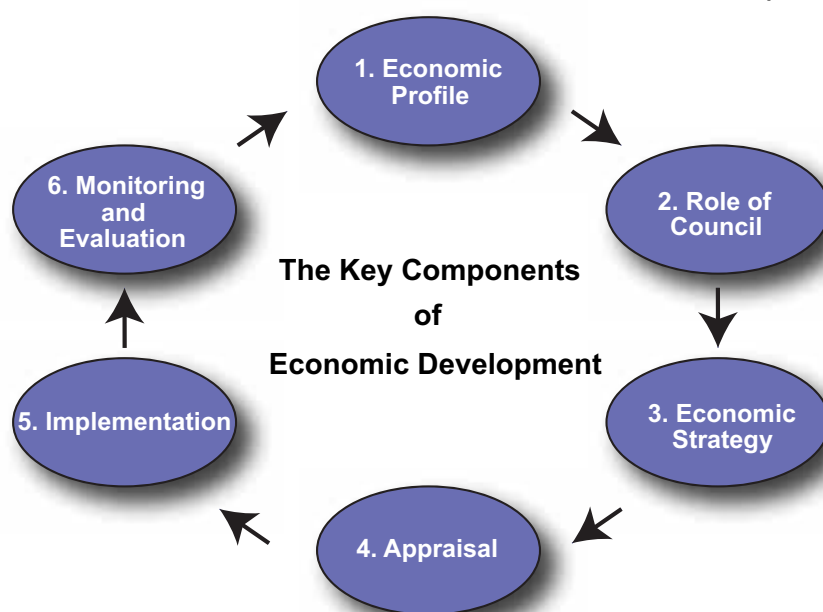 1. Economic
Profile
2. Role of
Council
3. Economic
Strategy
4. Appraisal
5. Implementation
6. Monitoring
and
Evaluation
The Key Components
of
Economic Development